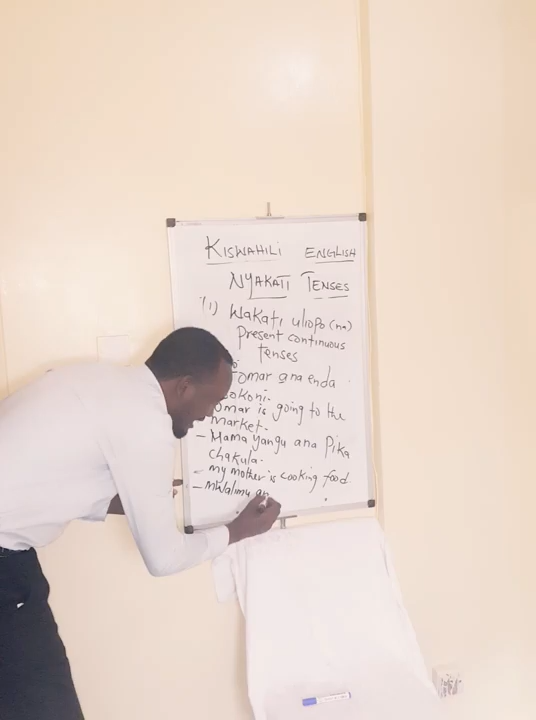 KISWAHILI ENGLISH
NYAKATI TENSES
(1) Wakati uliopo (na)
Present continuous
tenses
omar ana enda
sokoni.
omar is going to the
market.
- Mama yangu ana Pika
chakula.
- my mother is cooking food.
- mwalimu an